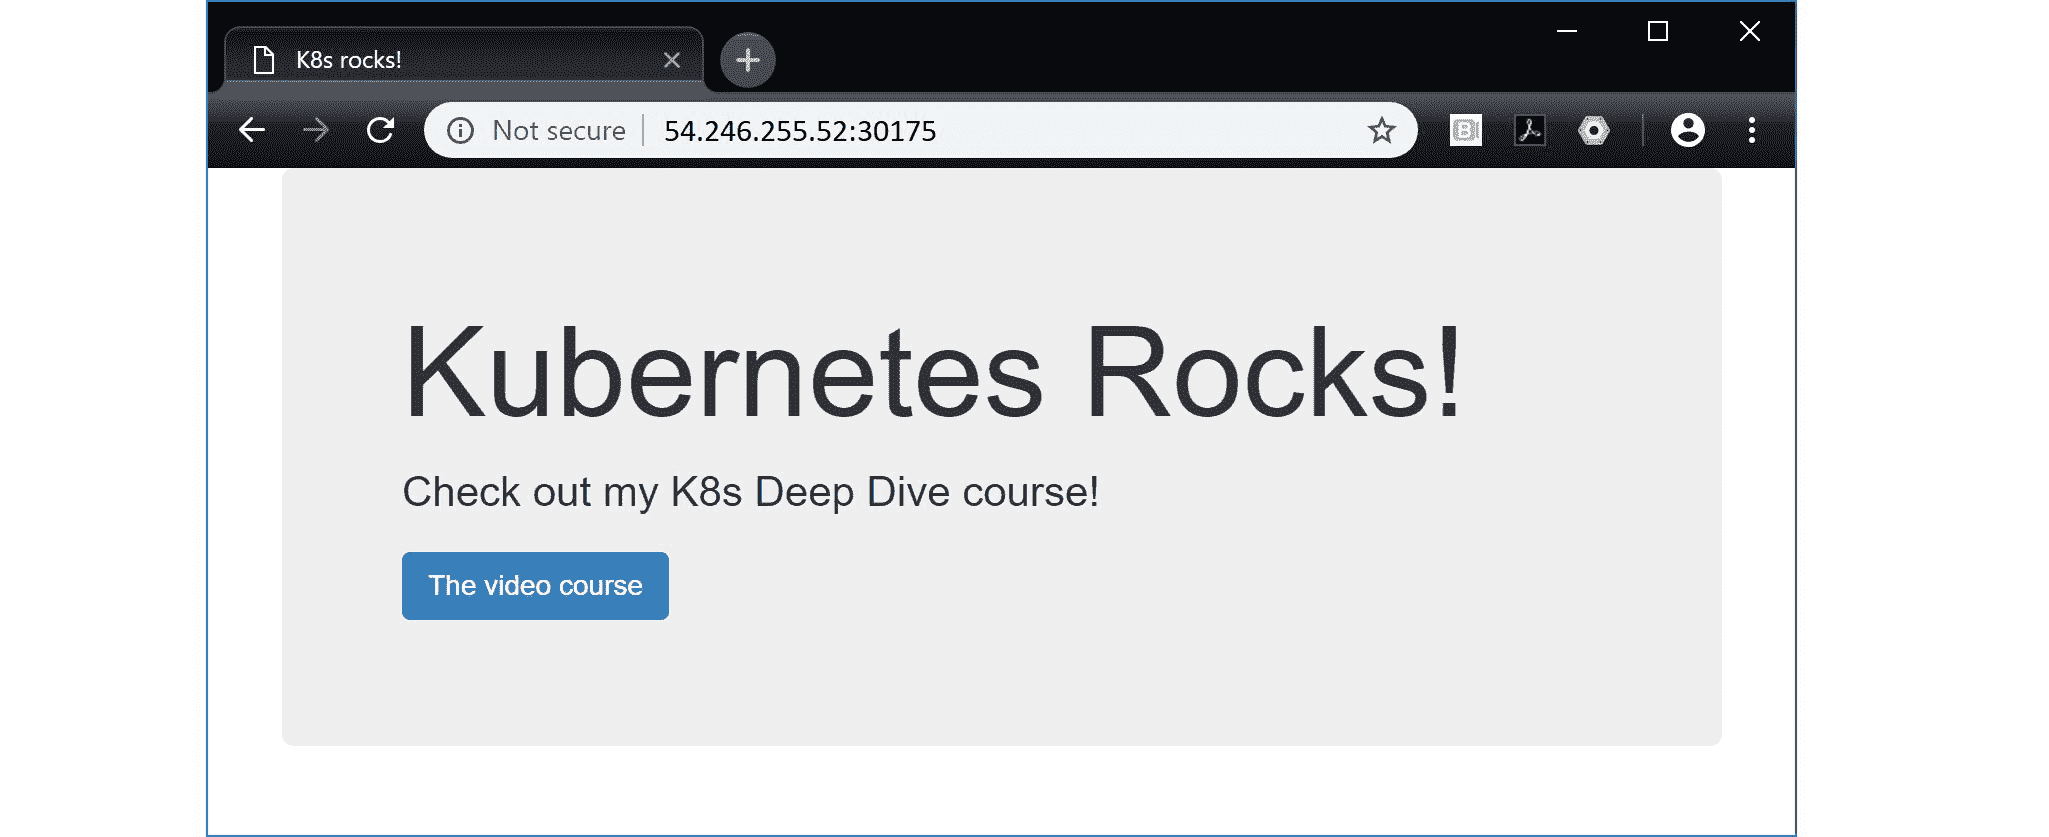 K8s rocks!
Not secure 54.246.255.52:30175
Kubernetes Rocks!
Check out my K8s Deep Dive course!
The video course